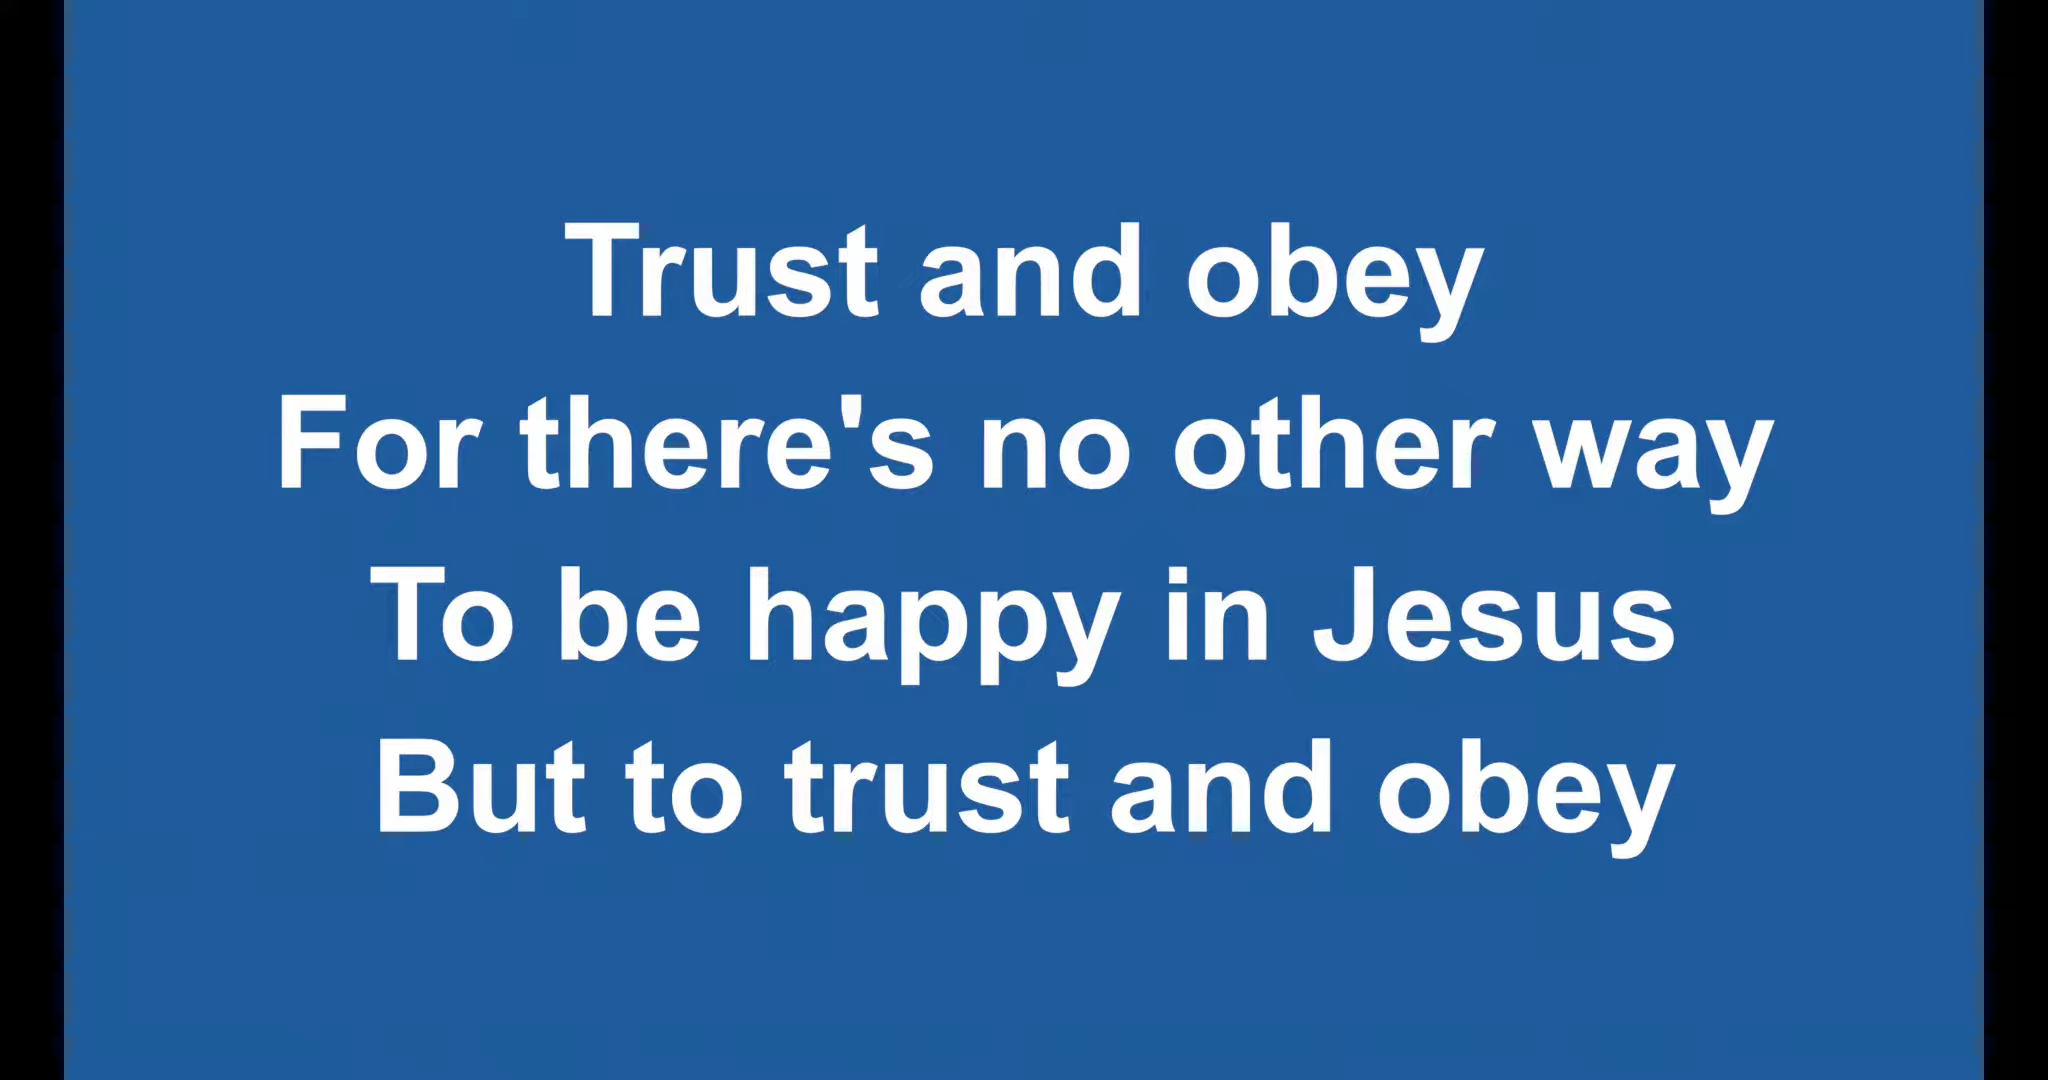 Trust and obey
For there's no other way
To be happy in Jesus
But to trust and obey